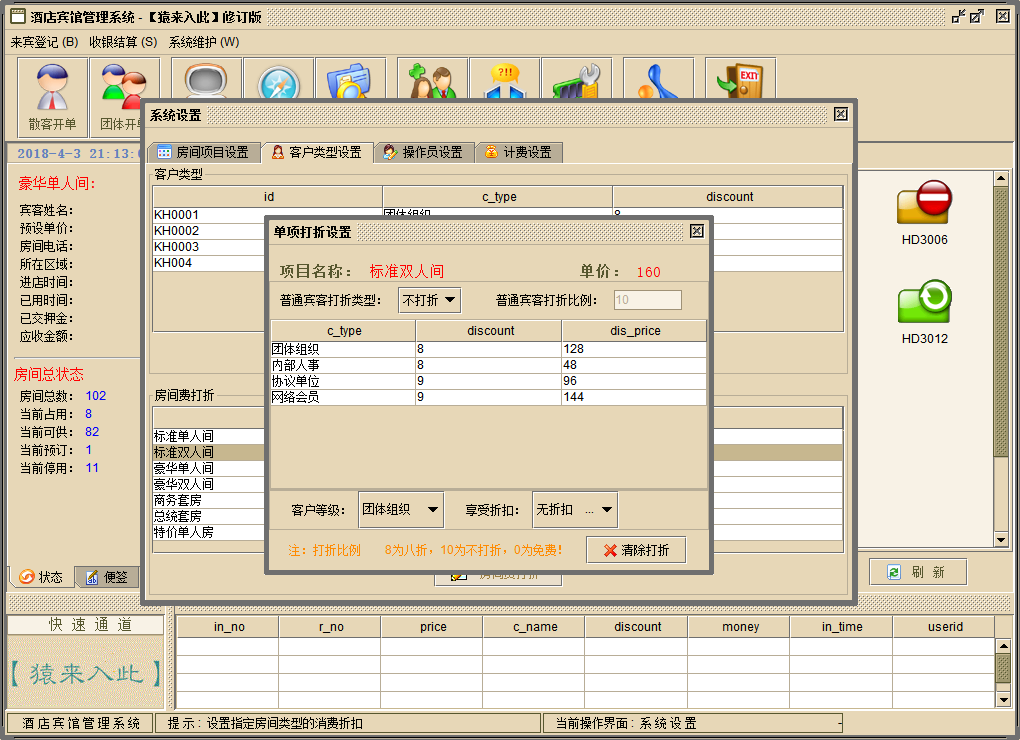 酒店宾馆管理系统 -【猿来入此】修订版
来宾登记 (B) 收银结算 (S) 系统维护 (W)
?!!
EXIT
散客开单
2018-4-3 21:13:
豪华单人间:
宾客姓名:
预设单价:
房间电话:
所在区域:
进店时间:
已用时间:
已交押金:
应收金额:
房间总状态
房间总数: 102
当前占用: 8
当前可供: 82
当前预订: 1
当前停用: 11
状态 便签
系统设置
房间项目设置 客户类型设置 操作员设置 计费设置
客户类型
id c_type discount
KH0001 团体组织 8
KH0002
KH0003
KH004
房间费打折
标准单人间
标准双人间
豪华单人间
豪华双人间
商务套房
总统套房
特价单人房
房间费打折
单项打折设置
项目名称: 标准双人间 单价: 160
普通宾客打折类型: 不打折 普通宾客打折比例: 10
c_type discount dis_price
团体组织 8 128
内部人事 8 48
协议单位 9 96
网络会员 9 144
客户等级: 团体组织 享受折扣: 无折扣 ...
注: 打折比例 8为八折，10为不打折，0为免费! 清除打折
HD3006
HD3012
刷 新
快 速 通 道
【猿来入此】
in_no r_no price c_name discount money in_time userid
酒店宾馆管理系统 提示: 设置指定房间类型的消费折扣 当前操作界面: 系统设置 -